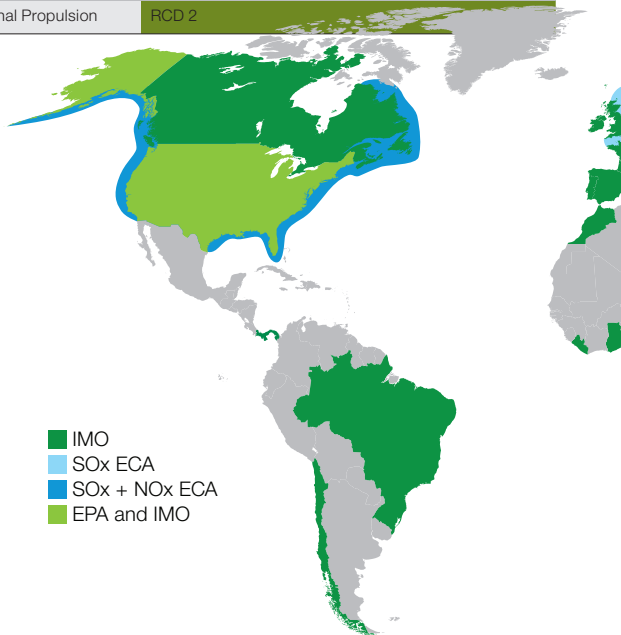 nal Propulsion
RCD 2
IMO
SOx ECA
SOx + NOx ECA
EPA and IMO